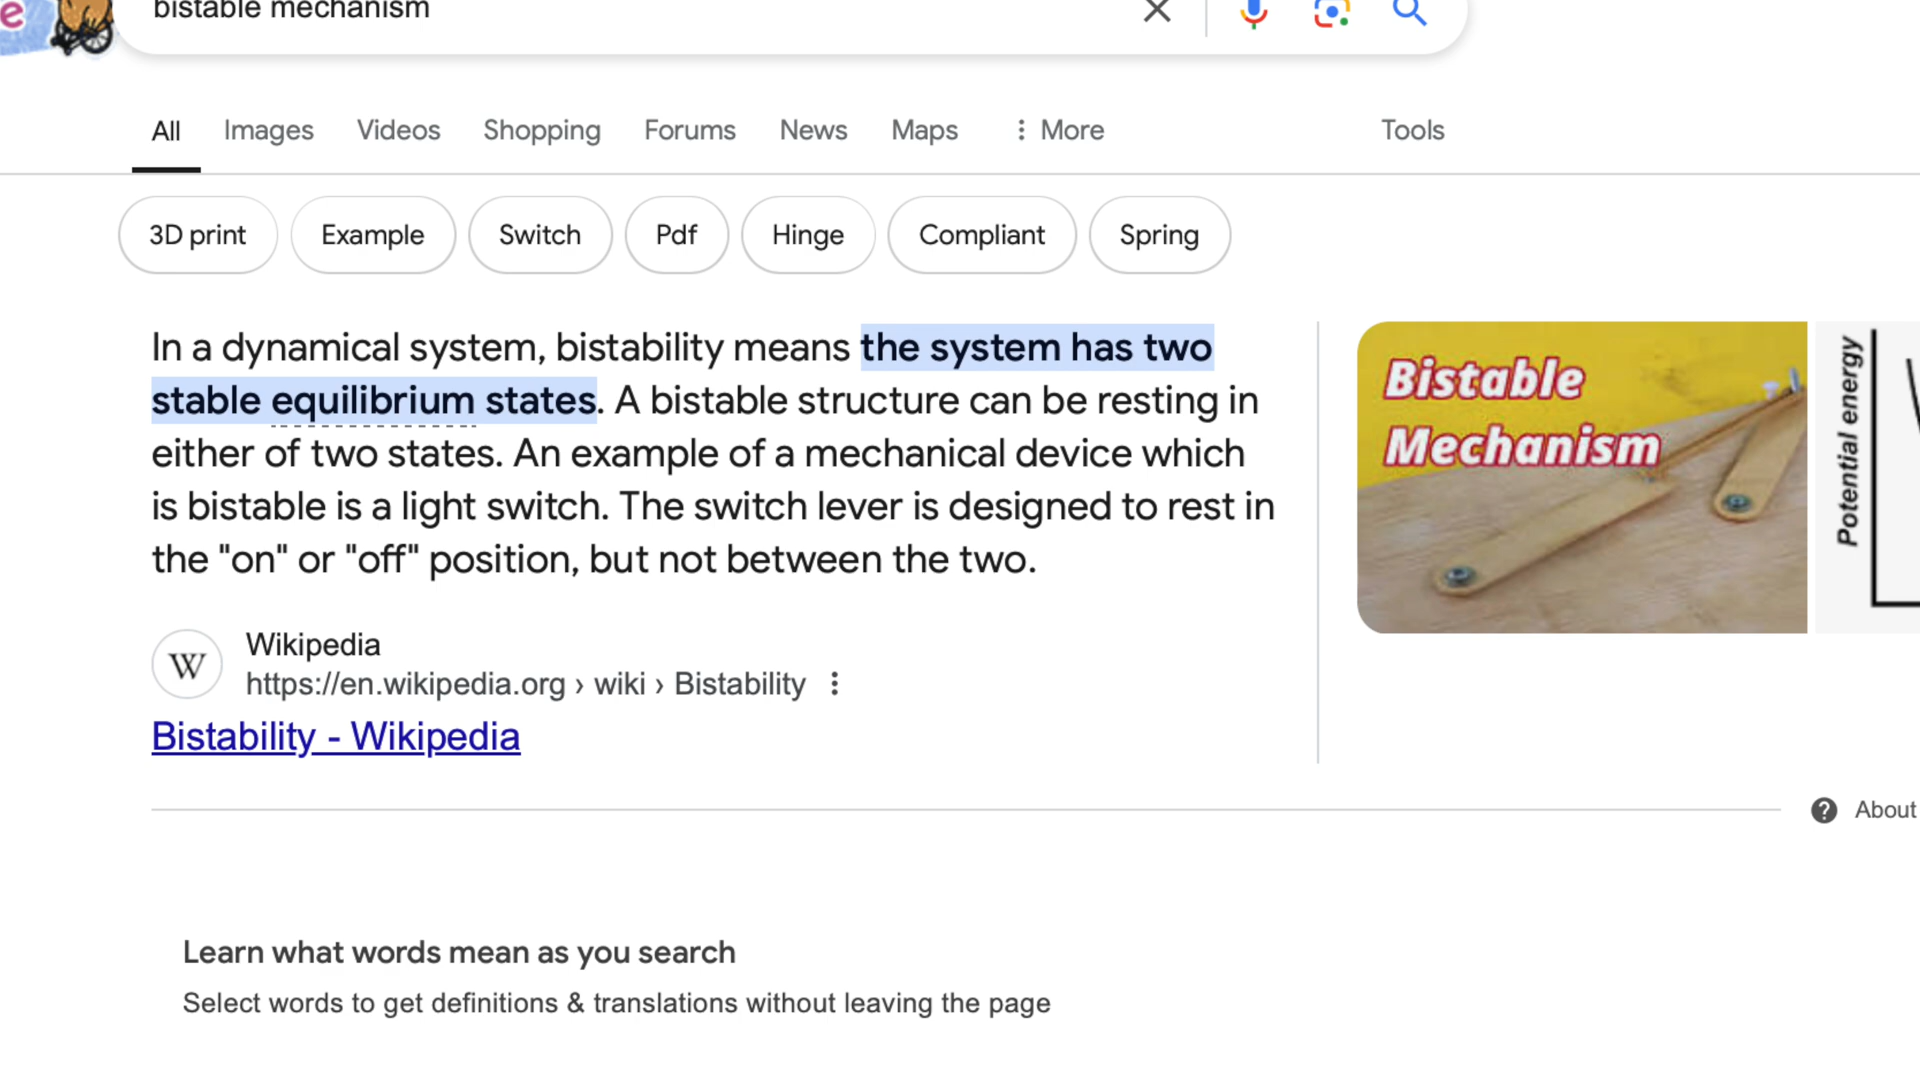 e
bistable mechanism
All Images Videos Shopping Forums News Maps More Tools
3D print Example Switch Pdf Hinge Compliant Spring
In a dynamical system, bistability means the system has two
stable equilibrium states. A bistable structure can be resting in
either of two states. An example of a mechanical device which
is bistable is a light switch. The switch lever is designed to rest in
the "on" or "off" position, but not between the two.
W
Wikipedia
https://en.wikipedia.org › wiki › Bistability
Bistability - Wikipedia
Bistable
Mechanism
Potential energy
? About
Learn what words mean as you search
Select words to get definitions & translations without leaving the page